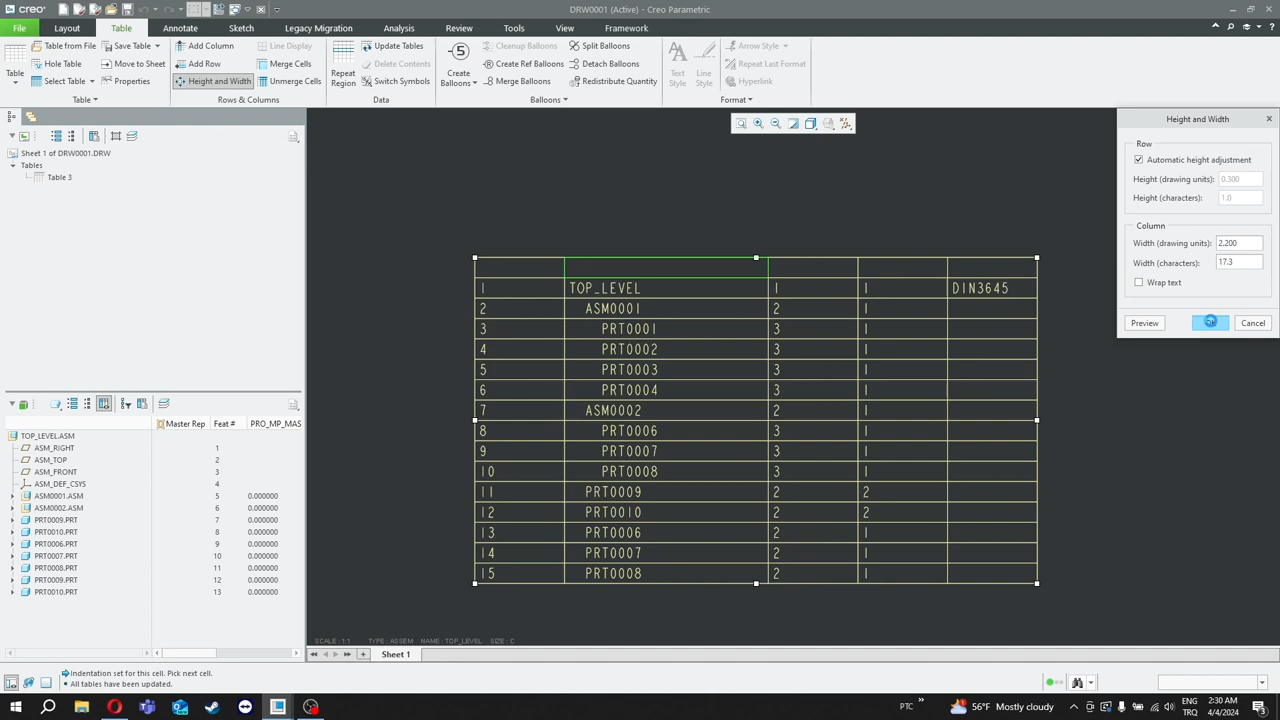 creo
DRW0001 (Active) - Creo Parametric
File Layout Table Annotate Sketch Legacy Migration Analysis Review Tools View Framework
Table from File Save Table Add Column Line Display Update Tables Cleanup Balloons Split Balloons Arrow Style
Hole Table Move to Sheet Add Row Merge Cells Delete Contents Create Ref Balloons Detach Balloons Repeat Last Format
Select Table Properties Height and Width Unmerge Cells Switch Symbols Merge Balloons Redistribute Quantity Hyperlink
Table
Repeat Region
5
Create Balloons
Text Style
Line Style
Table Rows & Columns Data Balloons Format
Sheet 1 of DRW0001.DRW
Tables
Table 3
Master Rep Feat # PRO_MP_MAS
TOP_LEVEL.ASM
ASM_RIGHT 1
ASM_TOP 2
ASM_FRONT 3
ASM_DEF_CSYS 4
ASM0001.ASM 5 0.000000
ASM0002.ASM 6 0.000000
PRT0009.PRT 7 0.000000
PRT0010.PRT 8 0.000000
PRT0006.PRT 9 0.000000
PRT0007.PRT 10 0.000000
PRT0008.PRT 11 0.000000
PRT0009.PRT 12 0.000000
PRT0010.PRT 13 0.000000
1 TOP_LEVEL 1 1 DIN3645
2 ASM0001 2 1
3 PRT0001 3 1
4 PRT0002 3 1
5 PRT0003 3 1
6 PRT0004 3 1
7 ASM0002 2 1
8 PRT0006 3 1
9 PRT0007 3 1
10 PRT0008 3 1
11 PRT0009 2 2
12 PRT0010 2 2
13 PRT0006 2 1
14 PRT0007 2 1
15 PRT0008 2 1
SCALE : 1:1 TYPE : ASSEM NAME : TOP_LEVEL SIZE : C
Sheet 1
Height and Width
Row
Automatic height adjustment
Height (drawing units): 0.300
Height (characters): 1.0
Column
Width (drawing units): 2.200
Width (characters): 17.3
Wrap text
Preview Cancel
Indentation set for this cell. Pick next cell.
All tables have been updated.
PTC
56°F Mostly cloudy
ENG
TRQ
2:30 AM
4/4/2024
3